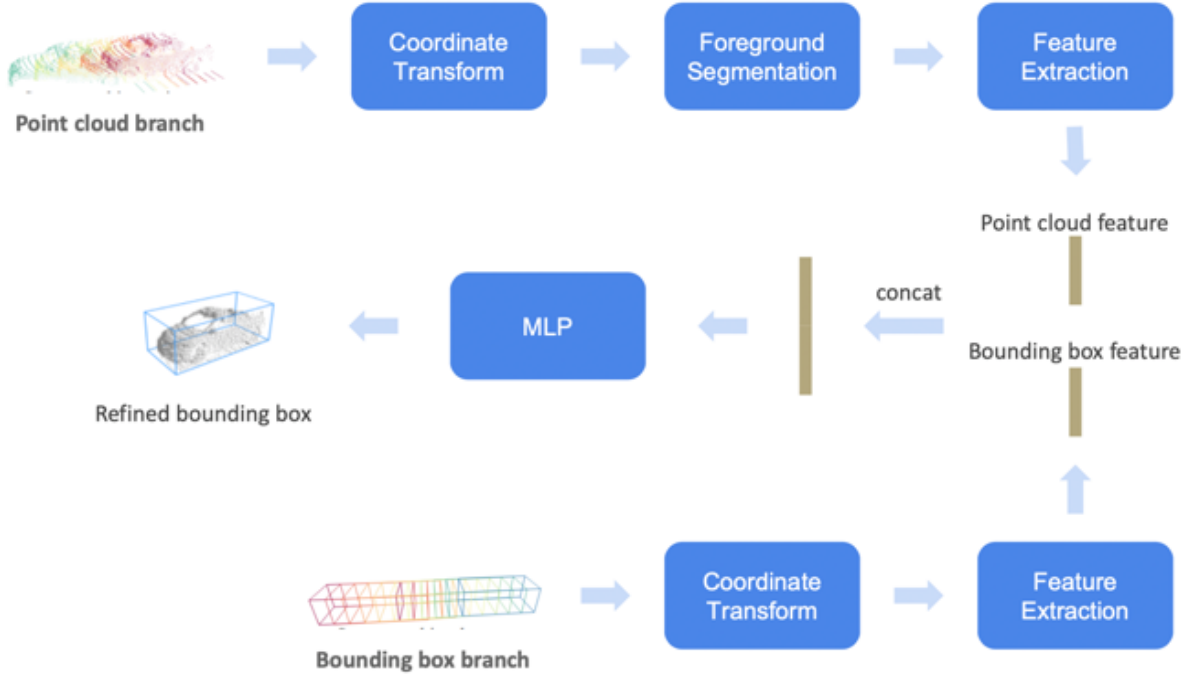 Coordinate
Transform
Foreground
Segmentation
Feature
Extraction
Point cloud branch
Point cloud feature
concat
MLP
Bounding box feature
Refined bounding box
Coordinate
Transform
Feature
Extraction
Bounding box branch